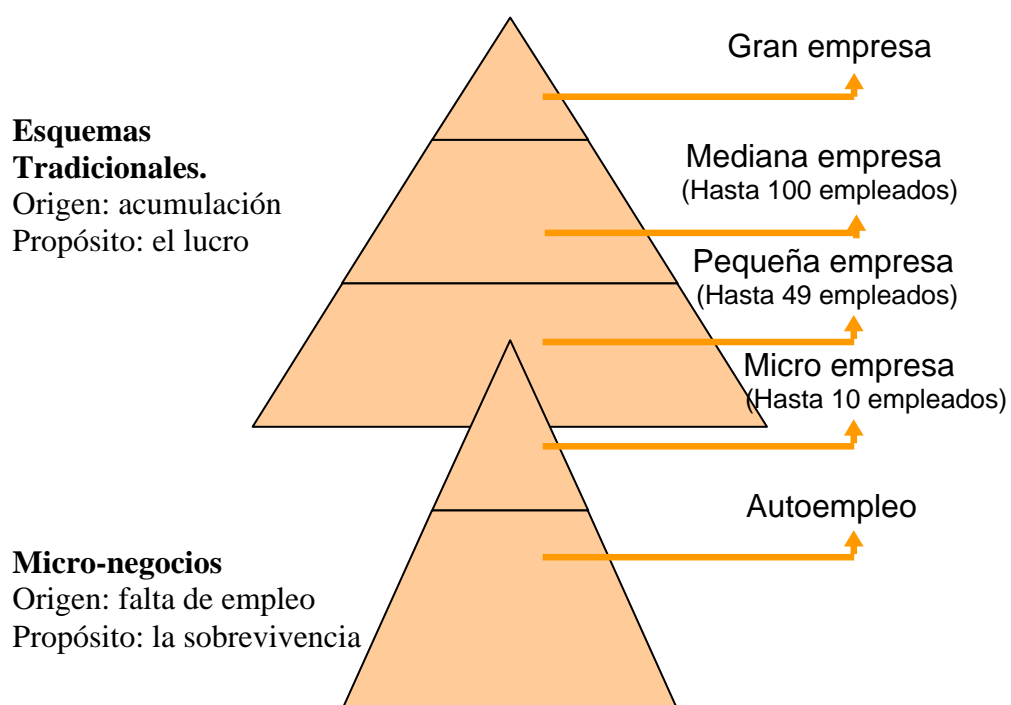 Gran empresa
Esquemas
Tradicionales.
Origen: acumulación
Propósito: el lucro
Mediana empresa
(Hasta 100 empleados)
Pequeña empresa
(Hasta 49 empleados)
Micro empresa
(Hasta 10 empleados)
Autoempleo
Micro-negocios
Origen: falta de empleo
Propósito: la sobrevivencia